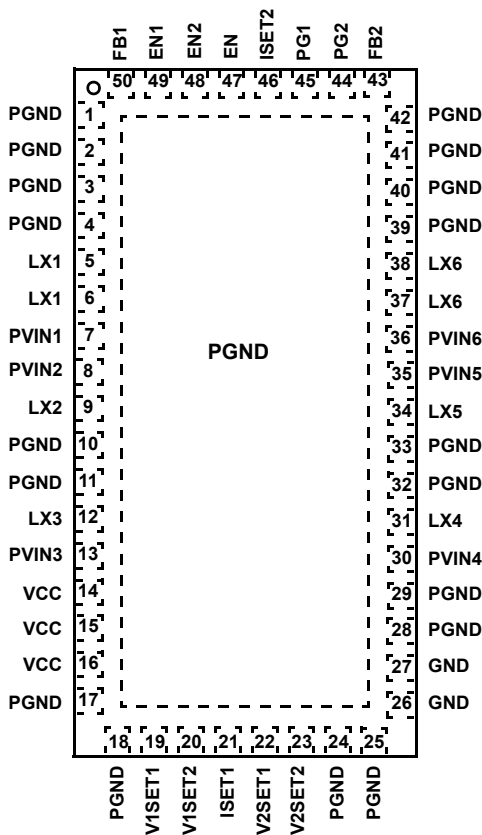 FB1 EN1 EN2 EN ISET2 PG1 PG2 FB2
50 49 48 47 46 45 44 43
PGND 1 42 PGND
PGND 2 41 PGND
PGND 3 40 PGND
PGND 4 39 PGND
LX1 5 38 LX6
LX1 6 37 LX6
PVIN1 7 36 PVIN6
PGND
PVIN2 8 35 PVIN5
LX2 9 34 LX5
PGND 10 33 PGND
PGND 11 32 PGND
LX3 12 31 LX4
PVIN3 13 30 PVIN4
VCC 14 29 PGND
VCC 15 28 PGND
VCC 16 27 GND
PGND 17 26 GND
18 19 20 21 22 23 24 25
PGND V1SET1 V1SET2 ISET1 V2SET1 V2SET2 PGND PGND